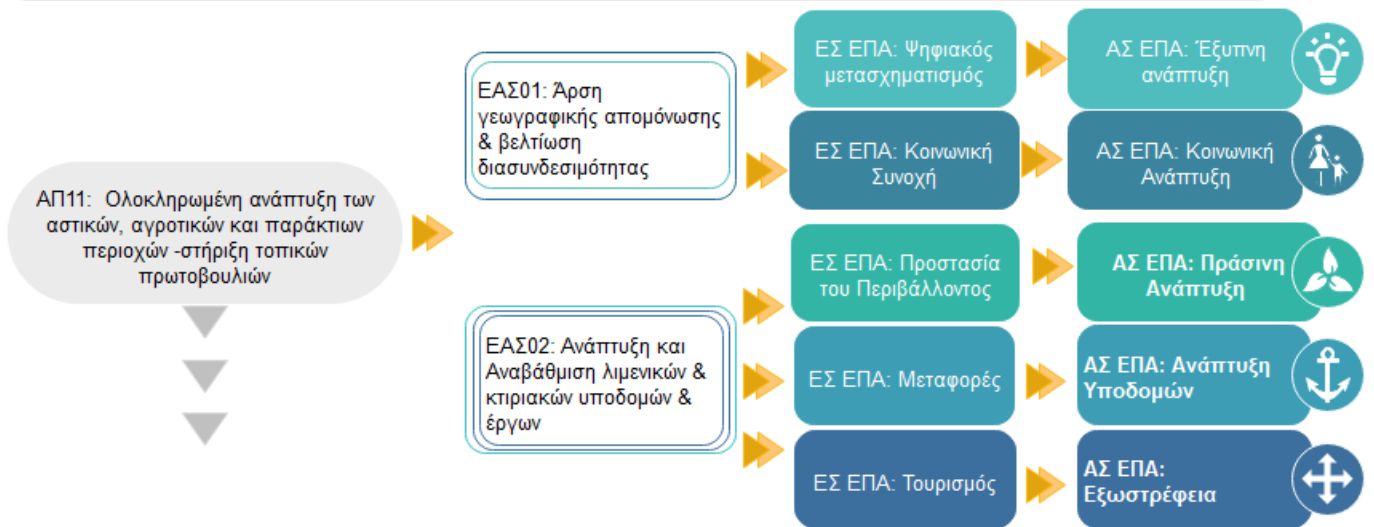 ΕΣ ΕΠΑ: Ψηφιακός
μετασχηματισμός
ΑΣ ΕΠΑ: Έξυπνη
ανάπτυξη
ΕΑΣ01: Άρση
γεωγραφικής απομόνωσης
& βελτίωση
διασυνδεσιμότητας
ΕΣ ΕΠΑ: Κοινωνική
Συνοχή
ΑΣ ΕΠΑ: Κοινωνική
Ανάπτυξη
ΑΠ11: Ολοκληρωμένη ανάπτυξη των
αστικών, αγροτικών και παράκτιων
περιοχών -στήριξη τοπικών
πρωτοβουλιών
ΕΣ ΕΠΑ: Προστασία
του Περιβάλλοντος
ΑΣ ΕΠΑ: Πράσινη
Ανάπτυξη
ΕΑΣ02: Ανάπτυξη και
Αναβάθμιση λιμενικών &
κτιριακών υποδομών &
έργων
ΕΣ ΕΠΑ: Μεταφορές
ΑΣ ΕΠΑ: Ανάπτυξη
Υποδομών
ΕΣ ΕΠΑ: Τουρισμός
ΑΣ ΕΠΑ:
Εξωστρέφεια